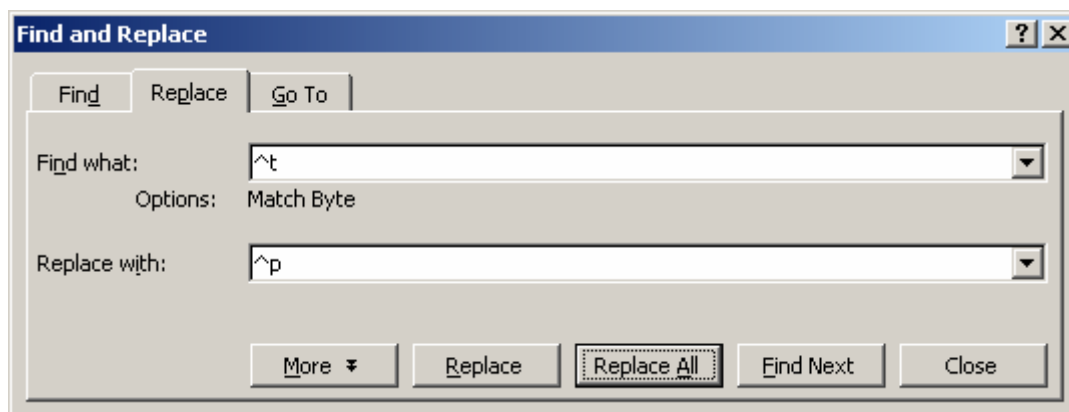 Find and Replace
Find Replace Go To
Find what: ^t
Options: Match Byte
Replace with: ^p
More Replace Replace All Find Next Close